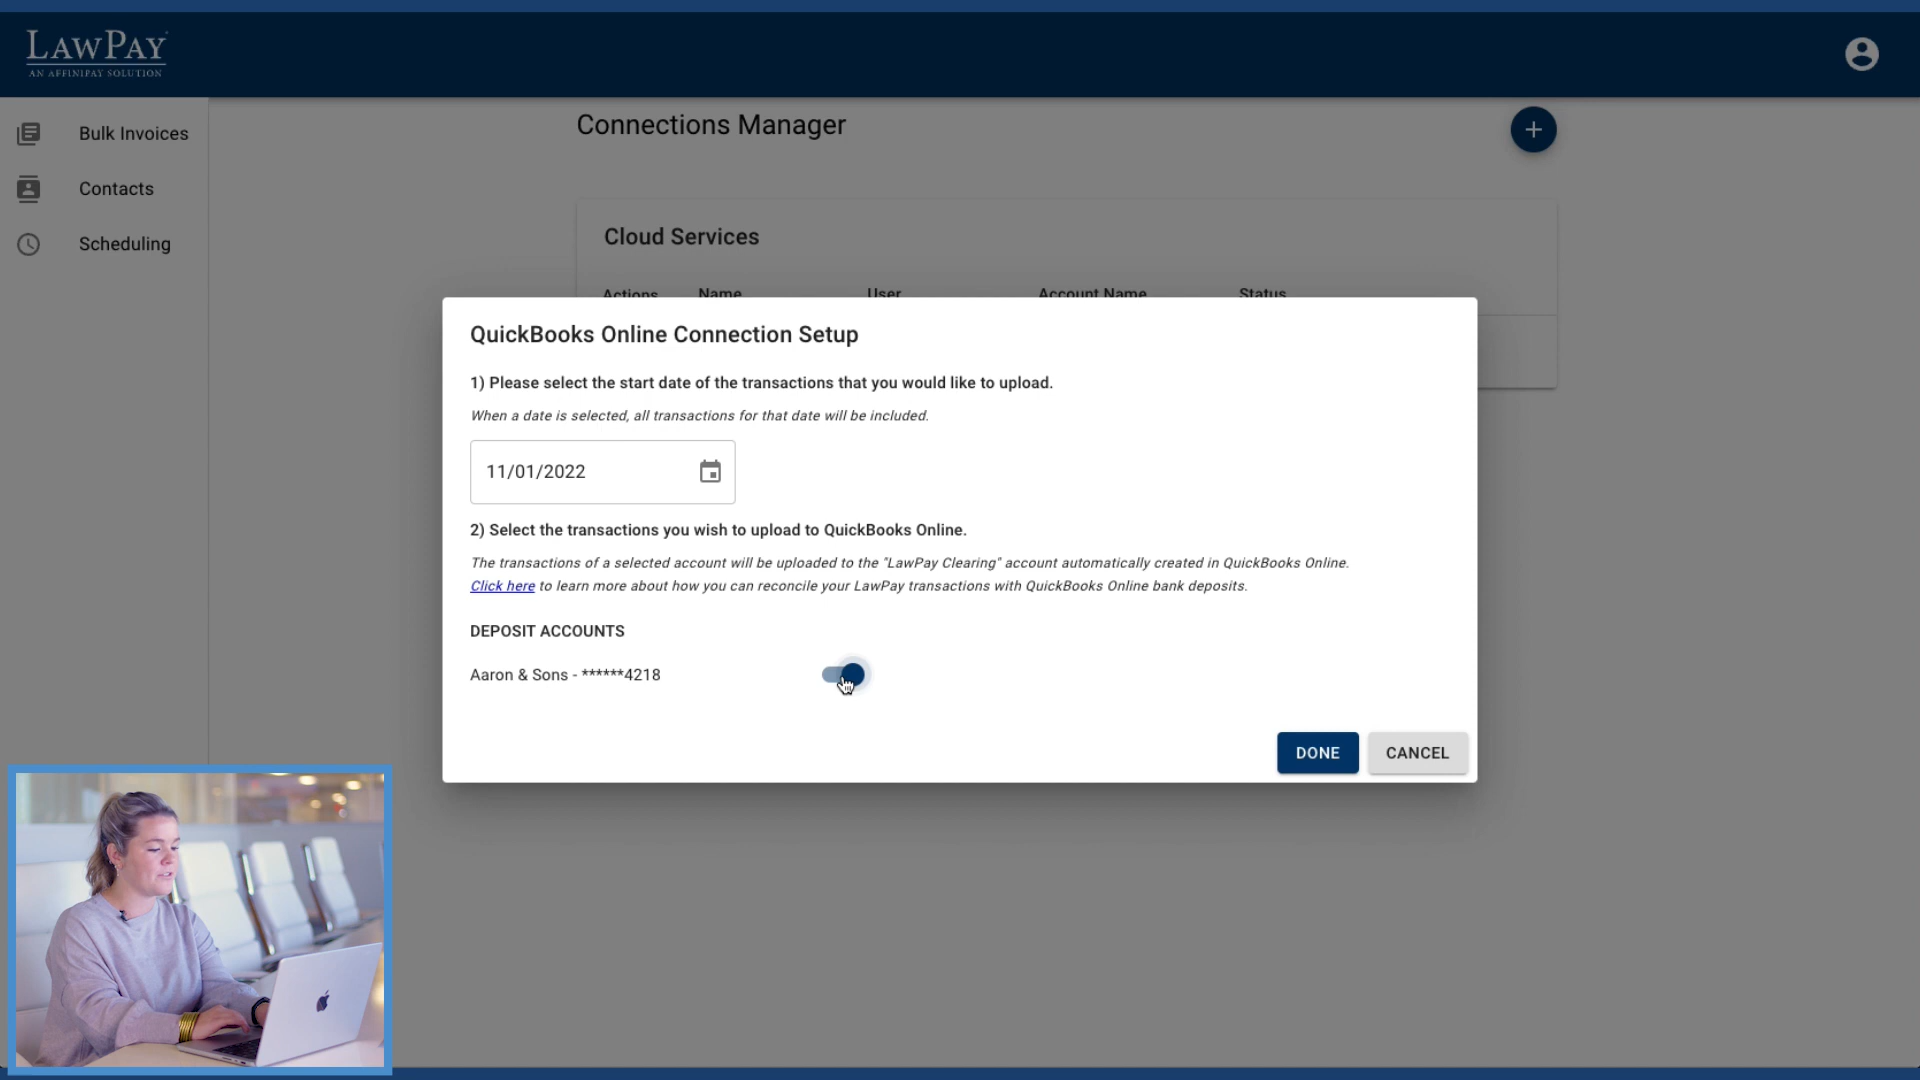 LAWPAY
AN AFFINIPAY SOLUTION
Bulk Invoices
Contacts
Scheduling
Connections Manager
+
Cloud Services
Actions Name User Account Name Status
QuickBooks Online Connection Setup
1) Please select the start date of the transactions that you would like to upload.
When a date is selected, all transactions for that date will be included.
11/01/2022
2) Select the transactions you wish to upload to QuickBooks Online.
The transactions of a selected account will be uploaded to the "LawPay Clearing" account automatically created in QuickBooks Online.
Click here to learn more about how you can reconcile your LawPay transactions with QuickBooks Online bank deposits.
DEPOSIT ACCOUNTS
Aaron & Sons - ******4218
DONE CANCEL